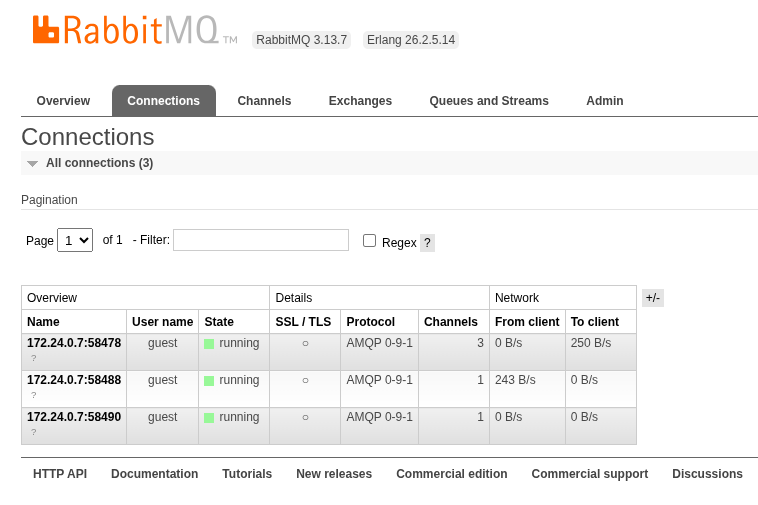 RabbitMQ TM RabbitMQ 3.13.7 Erlang 26.2.5.14
Overview Connections Channels Exchanges Queues and Streams Admin
Connections
All connections (3)
Pagination
Page 1 of 1 - Filter: Regex ?
Overview Details Network +/-
Name User name State SSL / TLS Protocol Channels From client To client
172.24.0.7:58478 guest running ○ AMQP 0-9-1 3 0 B/s 250 B/s
?
172.24.0.7:58488 guest running ○ AMQP 0-9-1 1 243 B/s 0 B/s
?
172.24.0.7:58490 guest running ○ AMQP 0-9-1 1 0 B/s 0 B/s
?
HTTP API Documentation Tutorials New releases Commercial edition Commercial support Discussions